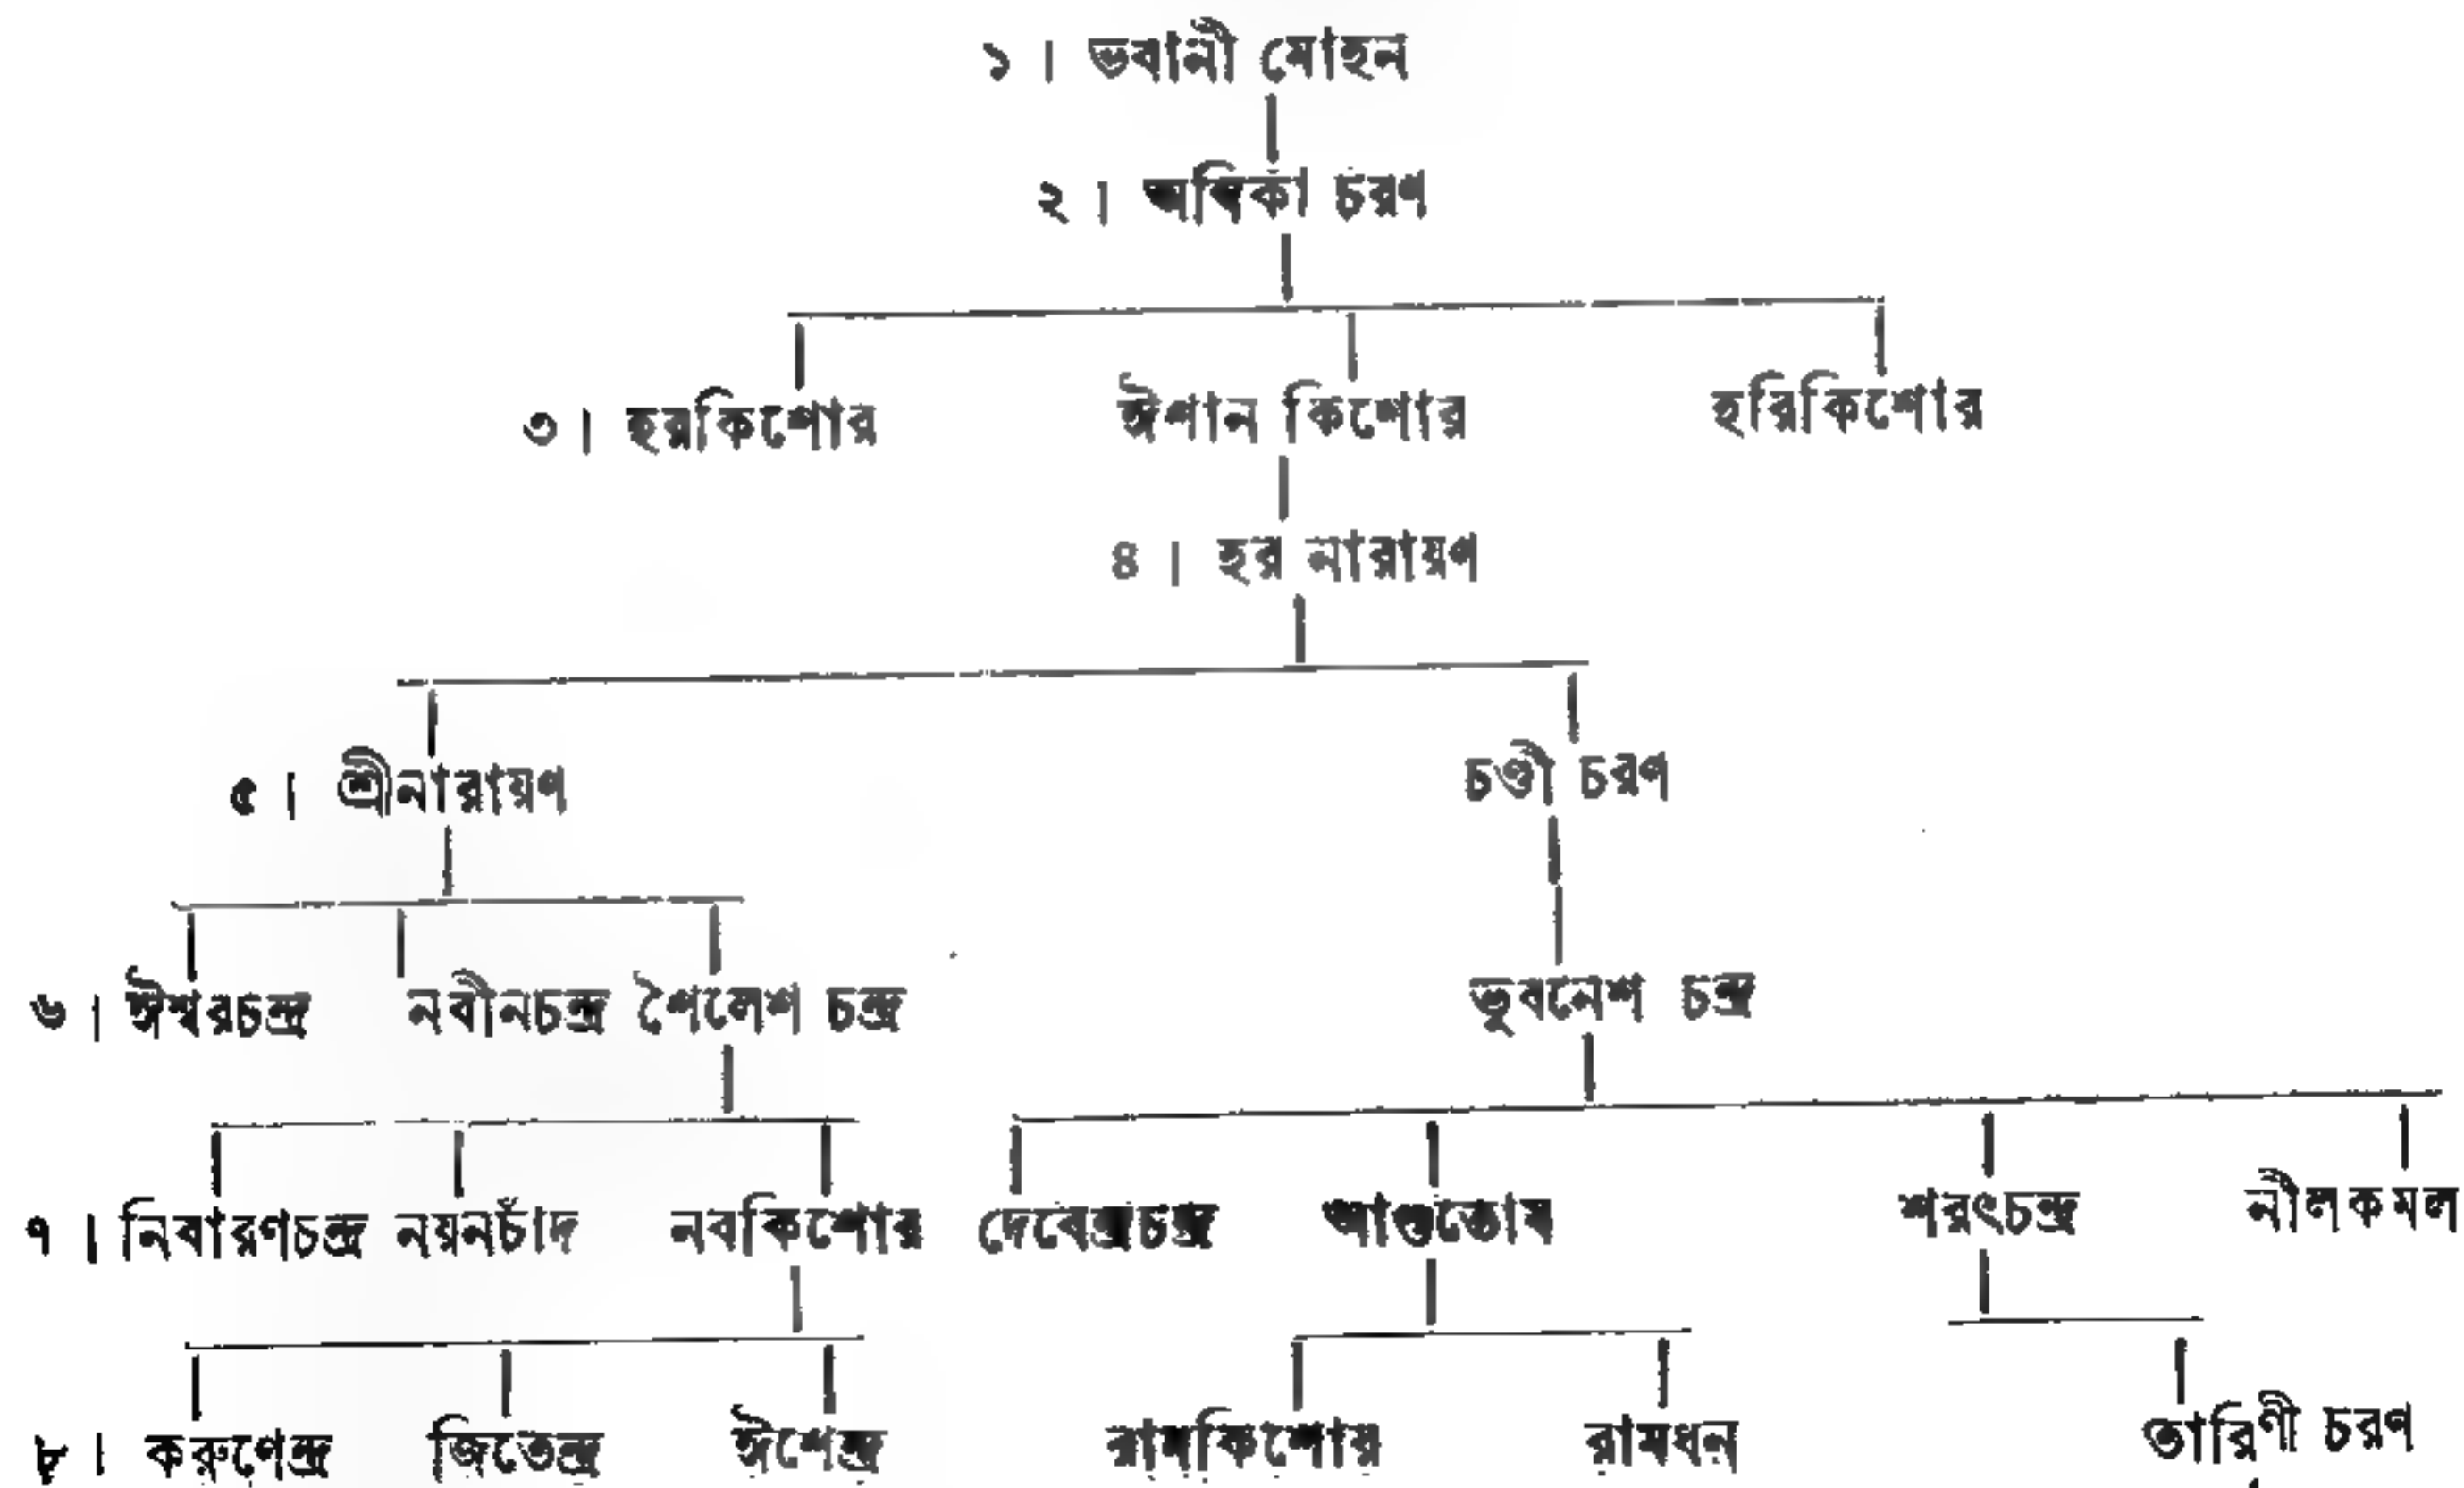 ১। ভবানী মোহন
২। অম্বিকা চরণ
৩। হরকিশোর ঈশান কিশোর হরিকিশোর
৪। হর নারায়ণ
৫। শ্রীনারায়ণ চণ্ডী চরণ
৬। ঈশ্বরচন্দ্র নবীনচন্দ্র শৈলেশ চন্দ্র ভুবনেশ চন্দ্র
৭। নিবারণচন্দ্র নয়নচাঁদ নবকিশোর দেবেন্দ্রচন্দ্র আশুতোষ শরৎচন্দ্র নীলকমল
৮। করুণেন্দ্র জিতেন্দ্র ঈশেন্দ্র রামকিশোর রামধন তারিণী চরণ